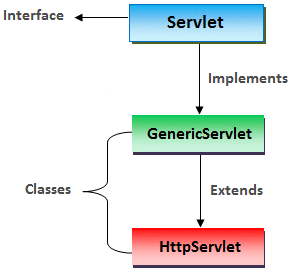 Interface
Servlet
Implements
GenericServlet
Classes
Extends
HttpServlet